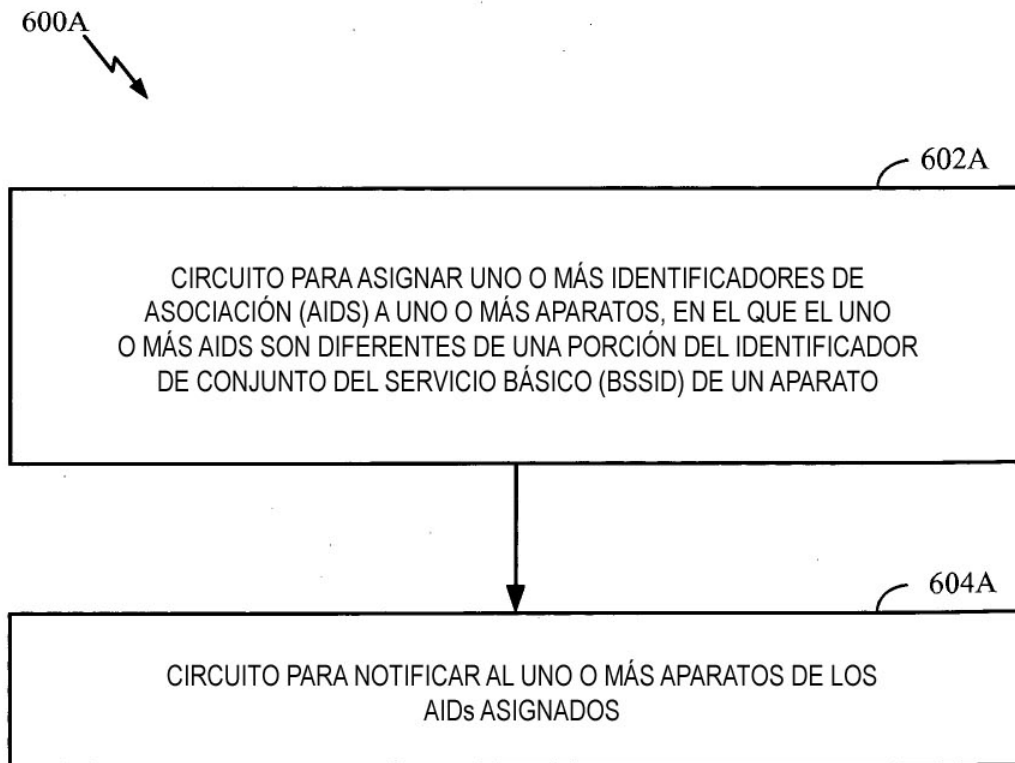 600A
602A
CIRCUITO PARA ASIGNAR UNO O MÁS IDENTIFICADORES DE
ASOCIACIÓN (AIDS) A UNO O MÁS APARATOS, EN EL QUE EL UNO
O MÁS AIDS SON DIFERENTES DE UNA PORCIÓN DEL IDENTIFICADOR
DE CONJUNTO DEL SERVICIO BÁSICO (BSSID) DE UN APARATO
604A
CIRCUITO PARA NOTIFICAR AL UNO O MÁS APARATOS DE LOS
AIDs ASIGNADOS